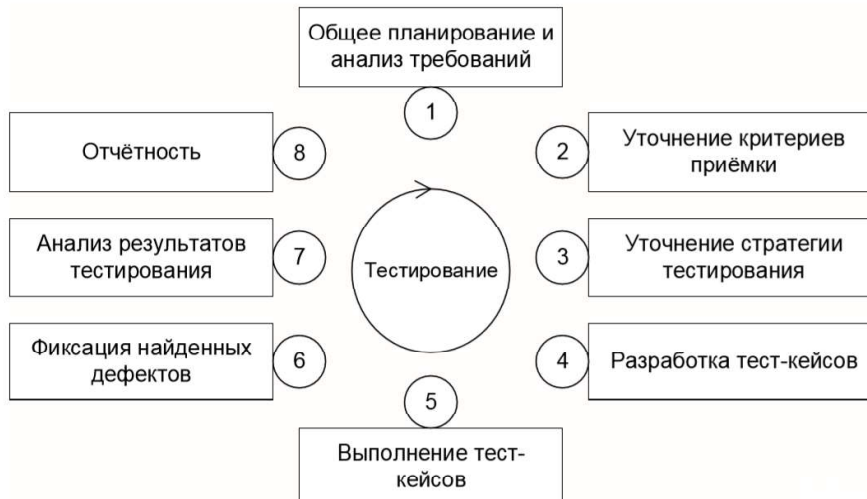 Общее планирование и
анализ требований
1
2
Уточнение критериев
приёмки
3
Уточнение стратегии
тестирования
4
Разработка тест-кейсов
5
Выполнение тест-
кейсов
6
Фиксация найденных
дефектов
7
Анализ результатов
тестирования
8
Отчётность
Тестирование